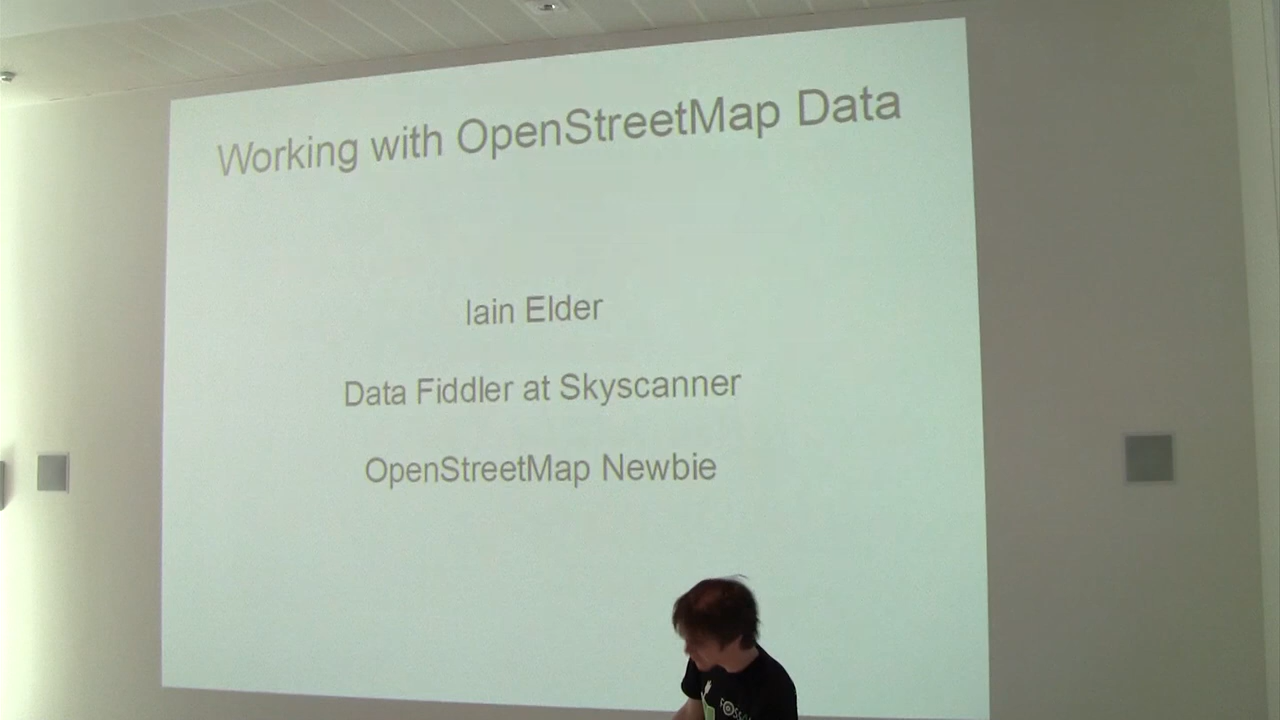 Working with OpenStreetMap Data
Iain Elder
Data Fiddler at Skyscanner
OpenStreetMap Newbie